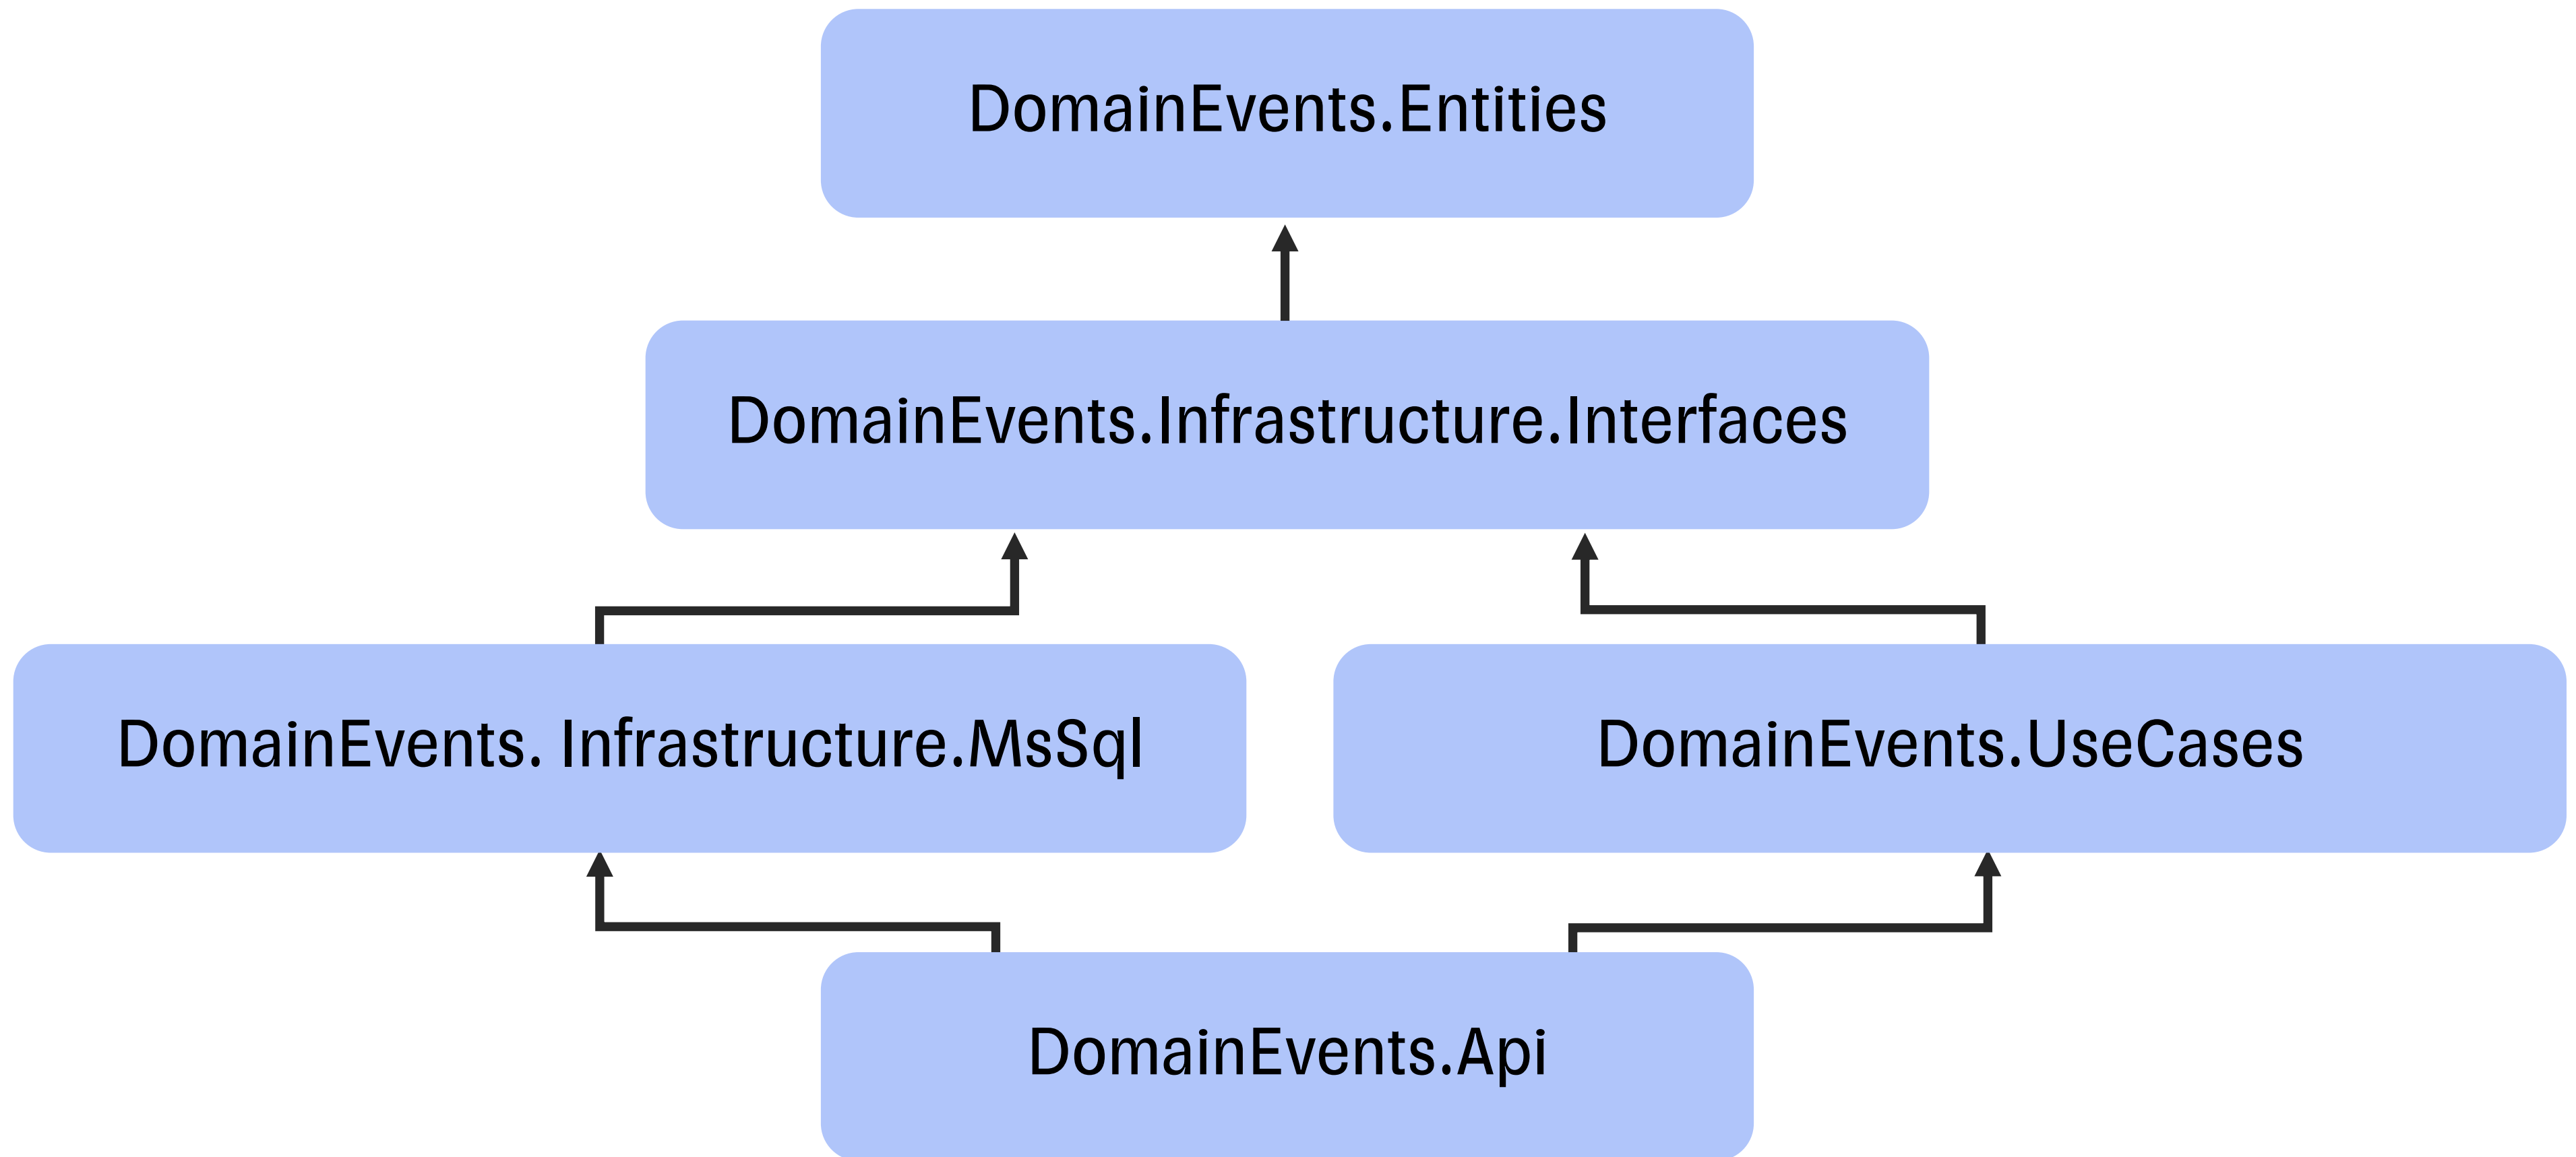 DomainEvents.Entities
DomainEvents.Infrastructure.Interfaces
DomainEvents. Infrastructure.MsSql
DomainEvents.UseCases
DomainEvents.Api